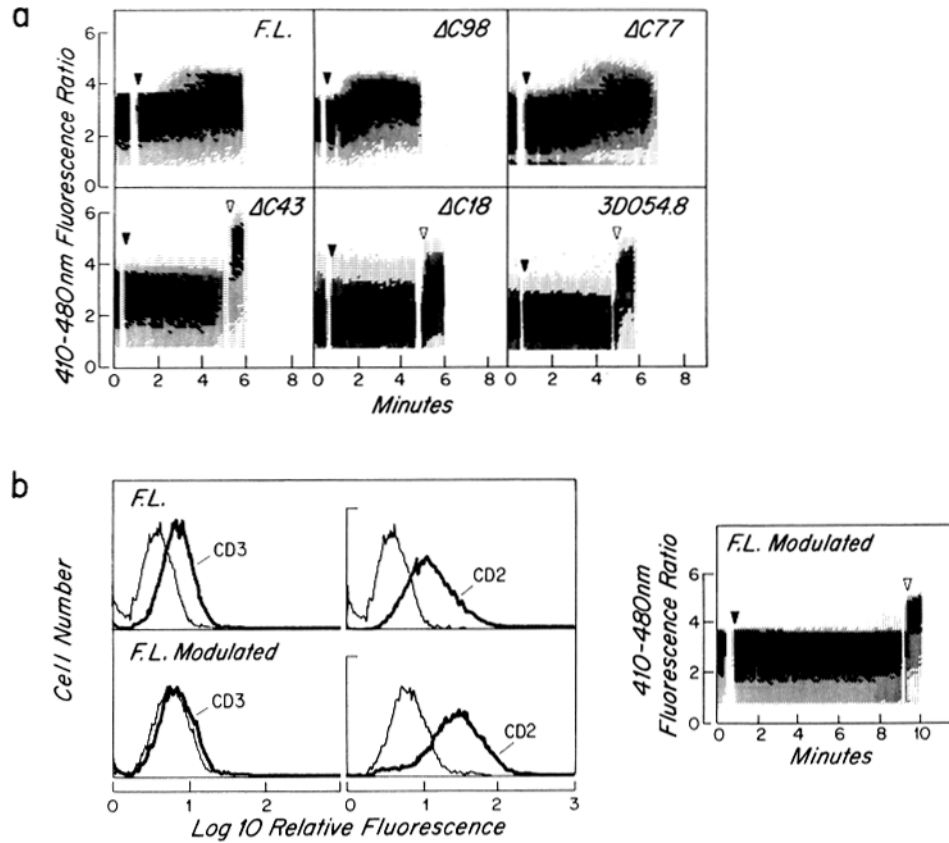 a
F.L.
ΔC98
ΔC77
6
4
2
0
410-480nm Fluorescence Ratio
ΔC43
ΔC18
3DO54.8
6
4
2
0
0 2 4 6 8
0 2 4 6 8
0 2 4 6 8
Minutes
b
F.L.
CD3
CD2
Cell Number
F.L. Modulated
CD3
CD2
0 1 2 0 1 2 3
Log 10 Relative Fluorescence
F.L. Modulated
410-480nm
Fluorescence Ratio
6
4
2
0
0 2 4 6 8 10
Minutes